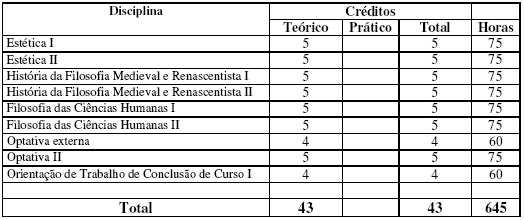 Disciplina Créditos
Teórico Prático Total Horas
Estética I 5 5 75
Estética II 5 5 75
História da Filosofia Medieval e Renascentista I 5 5 75
História da Filosofia Medieval e Renascentista II 5 5 75
Filosofia das Ciências Humanas I 5 5 75
Filosofia das Ciências Humanas II 5 5 75
Optativa externa 4 4 60
Optativa II 5 5 75
Orientação de Trabalho de Conclusão de Curso I 4 4 60
Total 43 43 645